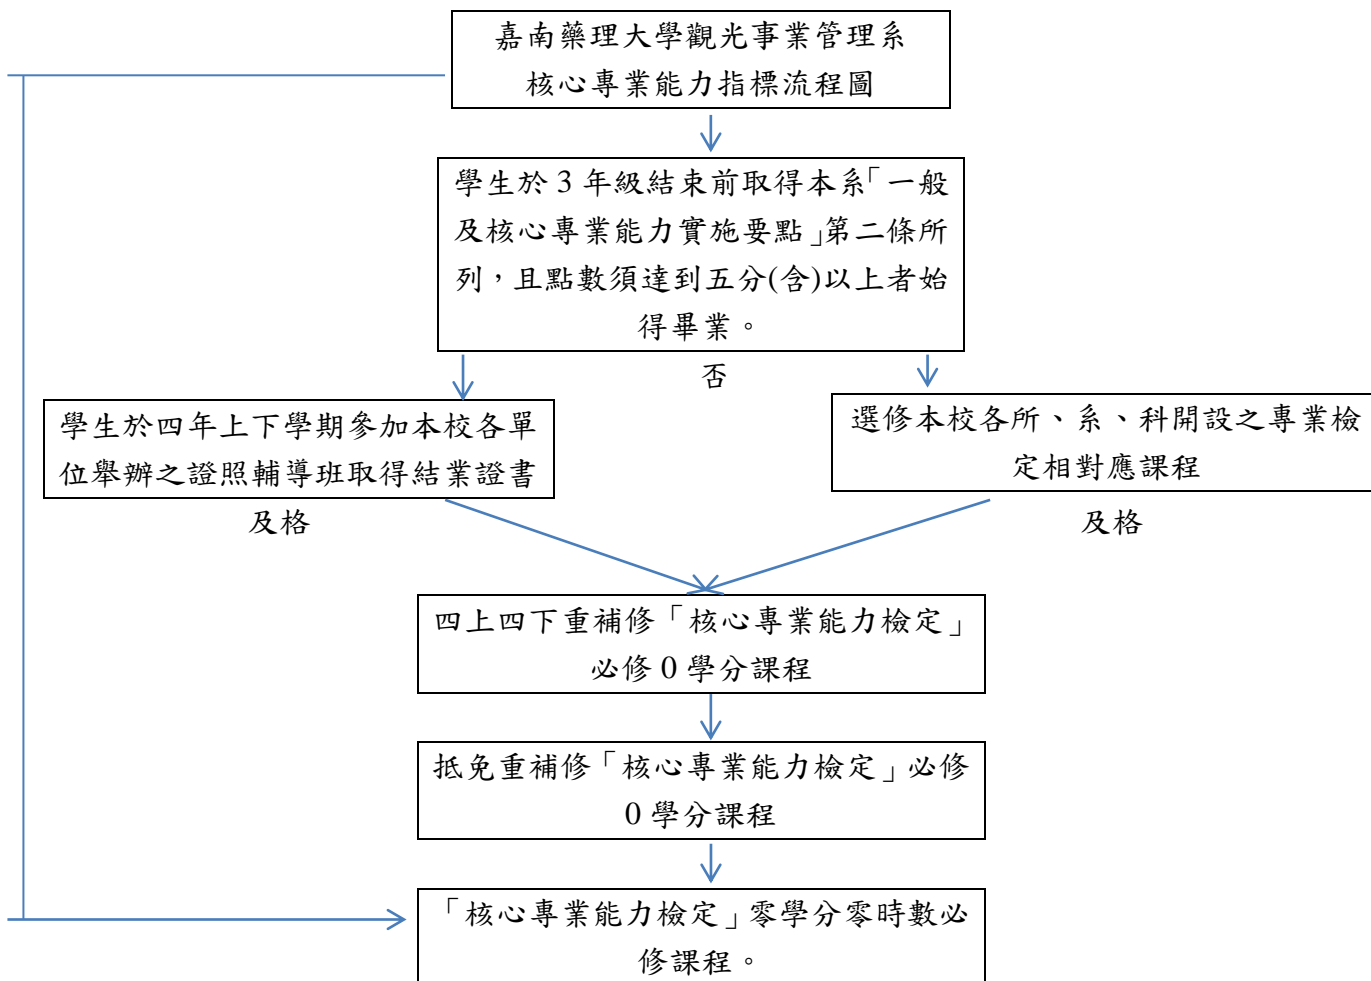 嘉南藥理大學觀光事業管理系
核心專業能力指標流程圖
學生於 3 年級結束前取得本系「一般
及核心專業能力實施要點」第二條所
列，且點數須達到五分(含)以上者始
得畢業。
否
學生於四年上下學期參加本校各單
位舉辦之證照輔導班取得結業證書
選修本校各所、系、科開設之專業檢
定相對應課程
及格
及格
四上四下重補修「核心專業能力檢定」
必修 0 學分課程
抵免重補修「核心專業能力檢定」必修
0 學分課程
「核心專業能力檢定」零學分零時數必
修課程。